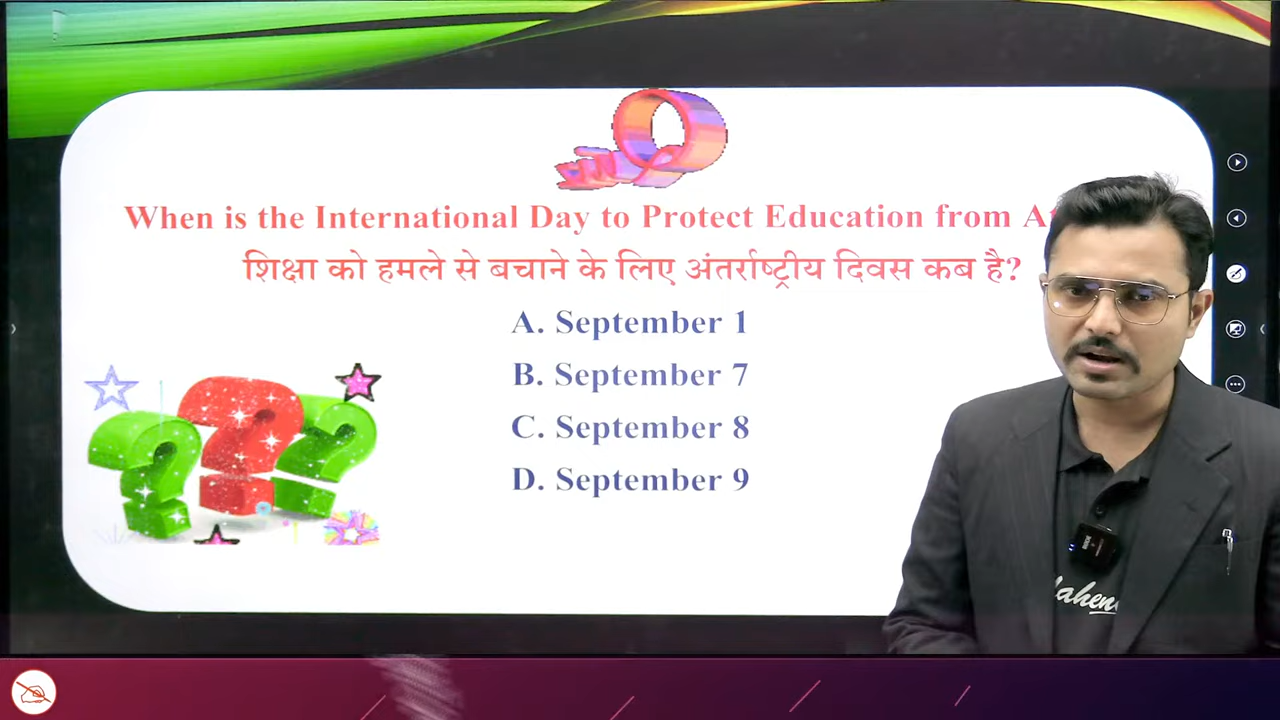 When is the International Day to Protect Education from
शिक्षा को हमले से बचाने के लिए अंतर्राष्ट्रीय दिवस कब है?
A. September 1
B. September 7
C. September 8
D. September 9